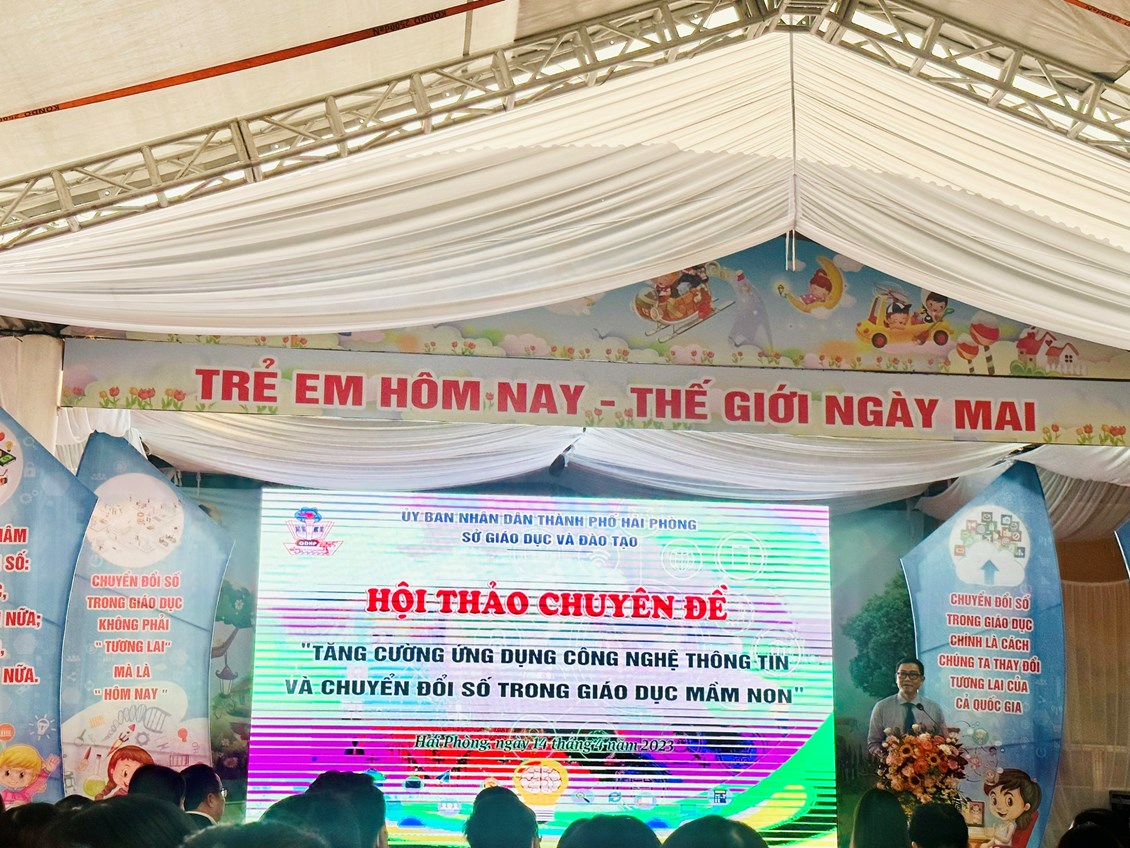 TRẺ EM HÔM NAY - THẾ GIỚI NGÀY MAI
ỦY BAN NHÂN DÂN THÀNH PHỐ HẢI PHÒNG
SỞ GIÁO DỤC VÀ ĐÀO TẠO
HỘI THẢO CHUYÊN ĐỀ
"TĂNG CƯỜNG ỨNG DỤNG CÔNG NGHỆ THÔNG TIN
VÀ CHUYỂN ĐỔI SỐ TRONG GIÁO DỤC MẦM NON"
Hải Phòng, ngày 14 tháng 4 năm 2023
ÂM
SỐ:
NỮA;
NỮA.
CHUYỂN ĐỔI SỐ
TRONG GIÁO DỤC
KHÔNG PHẢI
" TƯƠNG LAI"
MÀ LÀ
" HÔM NAY "
CHUYỂN ĐỔI SỐ
TRONG GIÁO DỤC
CHÍNH LÀ CÁCH
CHÚNG TA THAY ĐỔI
TƯƠNG LAI CỦA
CẢ QUỐC GIA